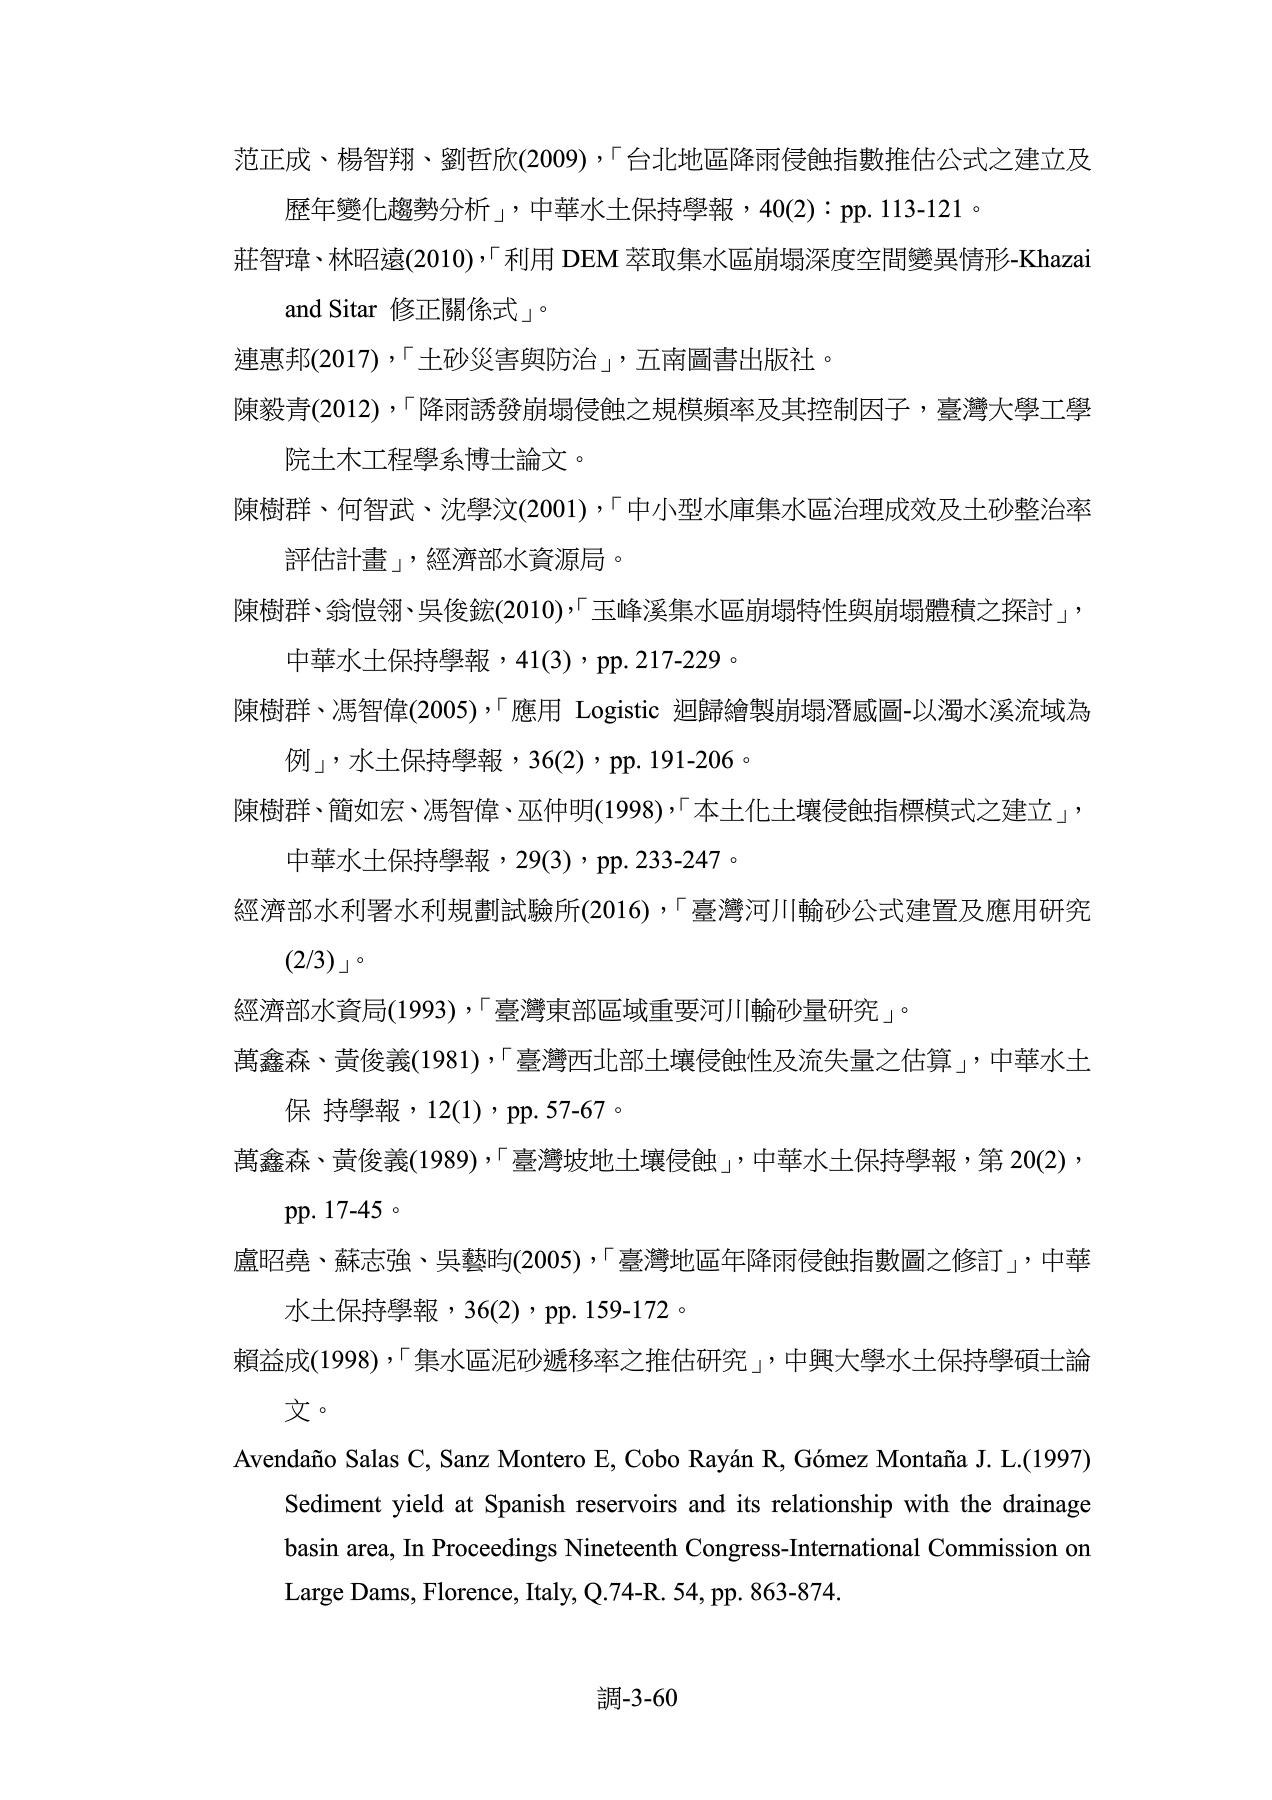 范正成、楊智翔、劉哲欣(2009)，「台北地區降雨侵蝕指數推估公式之建立及
歷年變化趨勢分析」，中華水土保持學報，40(2)：pp. 113-121。
莊智瑋、林昭遠(2010)，「利用 DEM 萃取集水區崩塌深度空間變異情形-Khazai
and Sitar 修正關係式」。
連惠邦(2017)，「土砂災害與防治」，五南圖書出版社。
陳毅青(2012)，「降雨誘發崩塌侵蝕之規模頻率及其控制因子，臺灣大學工學
院土木工程學系博士論文。
陳樹群、何智武、沈學汶(2001)，「中小型水庫集水區治理成效及土砂整治率
評估計畫」，經濟部水資源局。
陳樹群、翁愷翎、吳俊鋐(2010)，「玉峰溪集水區崩塌特性與崩塌體積之探討」，
中華水土保持學報，41(3)，pp. 217-229。
陳樹群、馮智偉(2005)，「應用 Logistic 迴歸繪製崩塌潛感圖-以濁水溪流域為
例」，水土保持學報，36(2)，pp. 191-206。
陳樹群、簡如宏、馮智偉、巫仲明(1998)，「本土化土壤侵蝕指標模式之建立」，
中華水土保持學報，29(3)，pp. 233-247。
經濟部水利署水利規劃試驗所(2016)，「臺灣河川輸砂公式建置及應用研究
(2/3)」。
經濟部水資局(1993)，「臺灣東部區域重要河川輸砂量研究」。
萬鑫森、黃俊義(1981)，「臺灣西北部土壤侵蝕性及流失量之估算」，中華水土
保 持學報，12(1)，pp. 57-67。
萬鑫森、黃俊義(1989)，「臺灣坡地土壤侵蝕」，中華水土保持學報，第 20(2)，
pp. 17-45。
盧昭堯、蘇志強、吳藝昀(2005)，「臺灣地區年降雨侵蝕指數圖之修訂」，中華
水土保持學報，36(2)，pp. 159-172。
賴益成(1998)，「集水區泥砂遞移率之推估研究」，中興大學水土保持學碩士論
文。
Avendaño Salas C, Sanz Montero E, Cobo Rayán R, Gómez Montaña J. L.(1997)
Sediment yield at Spanish reservoirs and its relationship with the drainage
basin area, In Proceedings Nineteenth Congress-International Commission on
Large Dams, Florence, Italy, Q.74-R. 54, pp. 863-874.
調-3-60